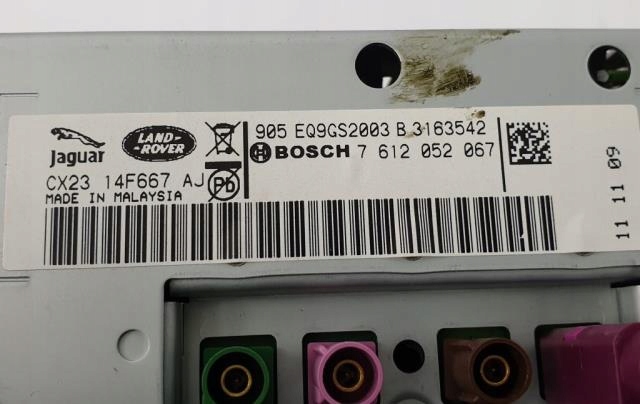 905 EQ9GS2003 B 3163542
Jaguar
LAND-
-ROVER
BOSCH 7 612 052 067
CX23 14F667 AJ
Pb
MADE IN MALAYSIA
11 11 09